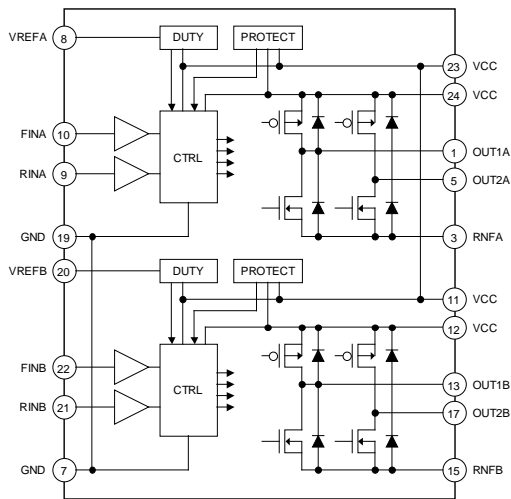 VREFA 8 DUTY PROTECT
23 VCC
24 VCC
FINA 10
1 OUT1A
CTRL
RINA 9
5 OUT2A
GND 19
3 RNFA
VREFB 20 DUTY PROTECT
11 VCC
12 VCC
FINB 22
13 OUT1B
CTRL
RINB 21
17 OUT2B
GND 7
15 RNFB